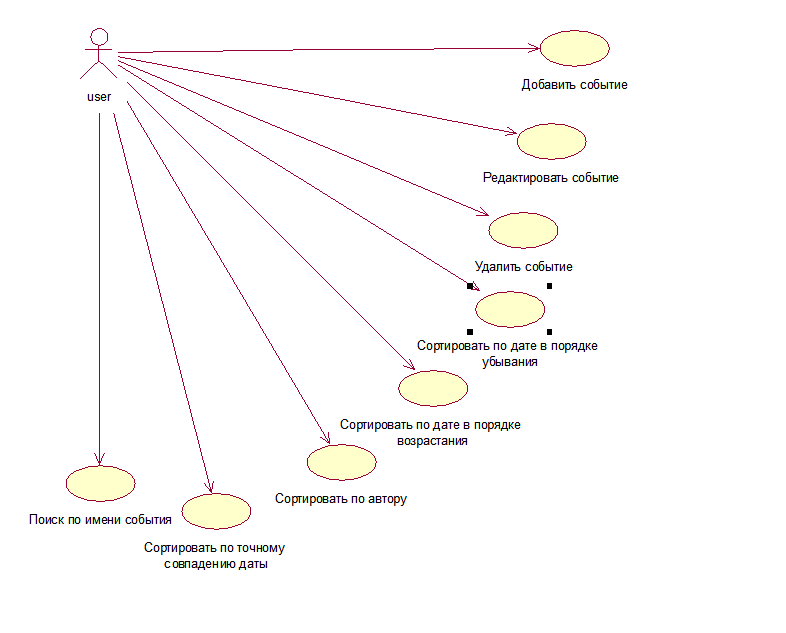 user
Добавить событие
Редактировать событие
Удалить событие
Сортировать по дате в порядке
убывания
Сортировать по дате в порядке
возрастания
Сортировать по автору
Поиск по имени события
Сортировать по точному
совпадению даты